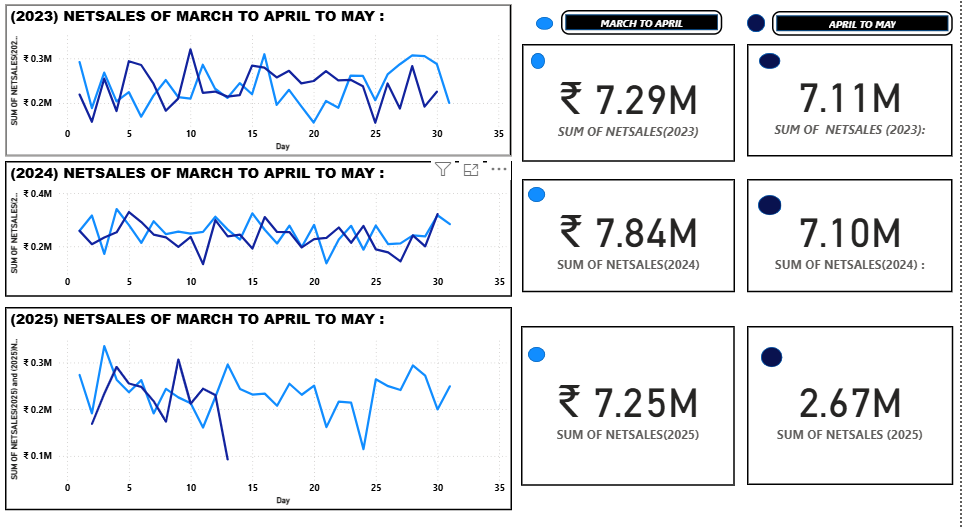 (2023) NETSALES OF MARCH TO APRIL TO MAY :
SUM OF NETSALES(202...
₹ 0.3M
₹ 0.2M
0 5 10 15 20 25 30 35
Day
MARCH TO APRIL
APRIL TO MAY
₹ 7.29M
SUM OF NETSALES(2023)
7.11M
SUM OF NETSALES (2023):
(2024) NETSALES OF MARCH TO APRIL TO MAY :
SUM OF NETSALES(2...
₹ 0.4M
₹ 0.2M
0 5 10 15 20 25 30 35
₹ 7.84M
SUM OF NETSALES(2024)
7.10M
SUM OF NETSALES(2024) :
(2025) NETSALES OF MARCH TO APRIL TO MAY :
SUM OF NETSALES(2025) and (2025)N...
₹ 0.3M
₹ 0.2M
₹ 0.1M
0 5 10 15 20 25 30 35
Day
₹ 7.25M
SUM OF NETSALES(2025)
2.67M
SUM OF NETSALES (2025)